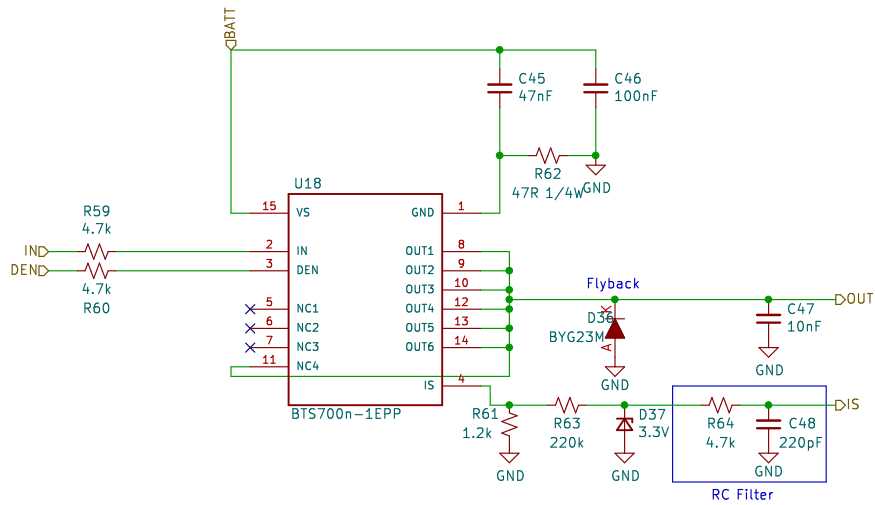 BATT
C45
47nF
C46
100nF
R62
47R 1/4W
GND
U18
15
VS
GND
1
R59
4.7k
IN
2
IN
OUT1
8
DEN
3
DEN
OUT2
9
4.7k
R60
OUT3
10
Flyback
OUT
5
NC1
OUT4
12
D36
K
BYG23M
A
C47
10nF
6
NC2
OUT5
13
7
NC3
OUT6
14
GND
11
NC4
GND
IS
4
BTS700n-1EPP
R61
1.2k
R63
220k
D37
3.3V
R64
4.7k
C48
220pF
IS
GND
GND
GND
RC Filter